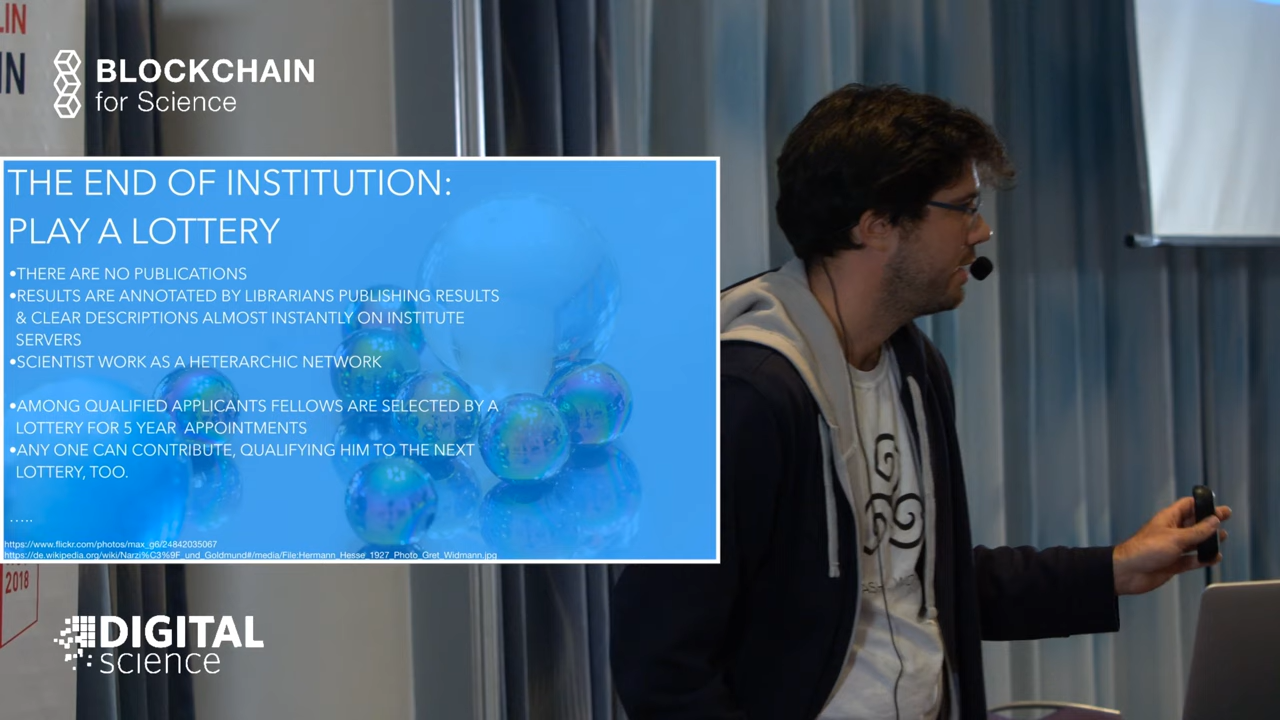 LIN
IN
BLOCKCHAIN
for Science
THE END OF INSTITUTION:
PLAY A LOTTERY
•THERE ARE NO PUBLICATIONS
•RESULTS ARE ANNOTATED BY LIBRARIANS PUBLISHING RESULTS
& CLEAR DESCRIPTIONS ALMOST INSTANTLY ON INSTITUTE
SERVERS
•SCIENTIST WORK AS A HETERARCHIC NETWORK
•AMONG QUALIFIED APPLICANTS FELLOWS ARE SELECTED BY A
LOTTERY FOR 5 YEAR APPOINTMENTS
•ANY ONE CAN CONTRIBUTE, QUALIFYING HIM TO THE NEXT
LOTTERY, TOO.
…..
https://www.flickr.com/photos/max_g6/24842035067
https://de.wikipedia.org/wiki/Narzi%C3%9F_und_Goldmund#/media/File:Hermann_Hesse_1927_Photo_Gret_Widmann.jpg
2018
DIGITAL
science